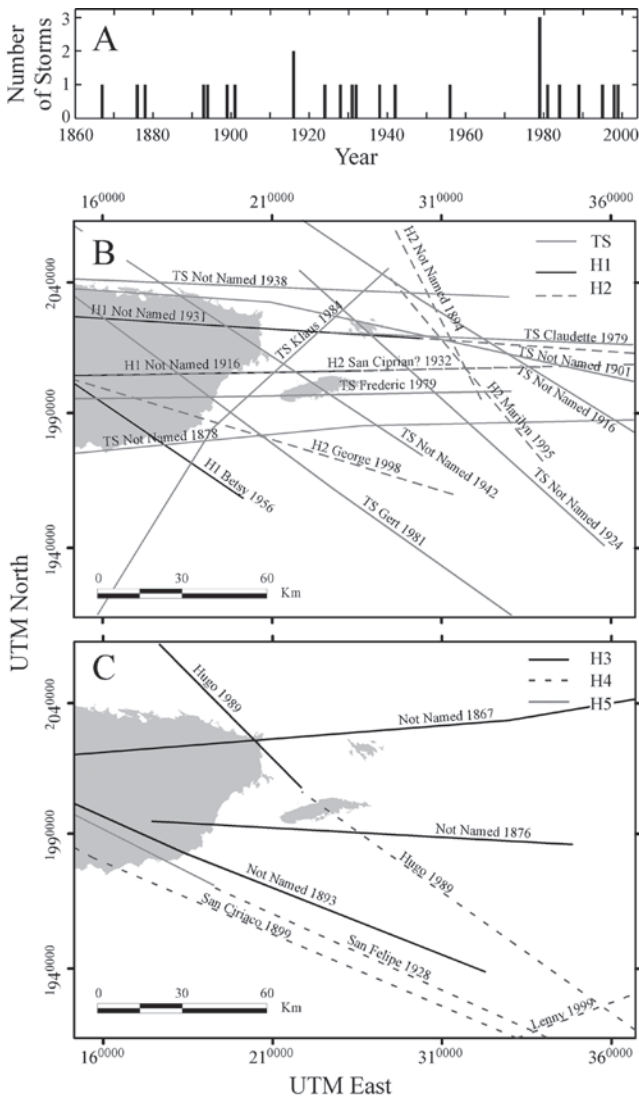 A
Number
of Storms
3
2
1
0
1860 1880 1900 1920 1940 1960 1980 2000
Year
160000 210000 310000 360000
B
TS
H1
H2
2040000
1990000
1940000
TS Not Named 1938
H1 Not Named 1931
TS Klaus 1984
H2 Not Named 1894
TS Claudette 1979
TS Not Named 1901
H1 Not Named 1916
H2 San Ciprian? 1932
TS Frederic 1979
TS Not Named 1916
H2 Marilyn 1995
TS Not Named 1878
H2 George 1998
TS Not Named 1942
H1 Betsy 1956
TS Gert 1981
TS Not Named 1924
0 30 60
Km
UTM North
C
H3
H4
H5
2040000
1990000
1940000
Hugo 1989
Not Named 1867
Not Named 1876
Hugo 1989
Not Named 1893
San Ciriaco 1899
San Felipe 1928
Lenny 1999
0 30 60
Km
160000 210000 310000 360000
UTM East